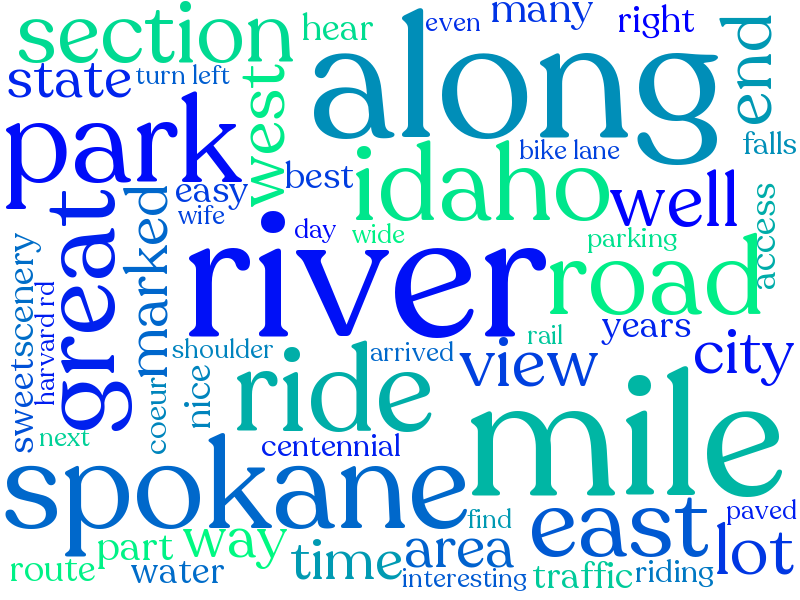 section
hear
even
many
right
end
state
turn left
along
falls
west
park
easy
best
idaho
bike lane
well
great
marked
wife
day
wide
parking
access
sweetscenery
harvard rd
river
road
shoulder
arrived
rail
years
city
nice
coeur
ride
view
next
centennial
mile
spokane
find
east
paved
route
part
way
water
time
area
interesting
traffic
riding
lot